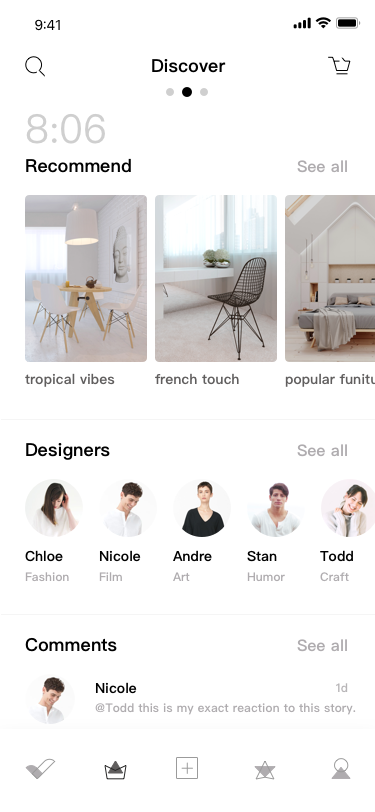 9:41
Discover
8:06
Recommend See all
tropical vibes french touch popular funitu
Designers See all
Chloe Nicole Andre Stan Todd
Fashion Film Art Humor Craft
Comments See all
Nicole 1d
@Todd this is my exact reaction to this story.